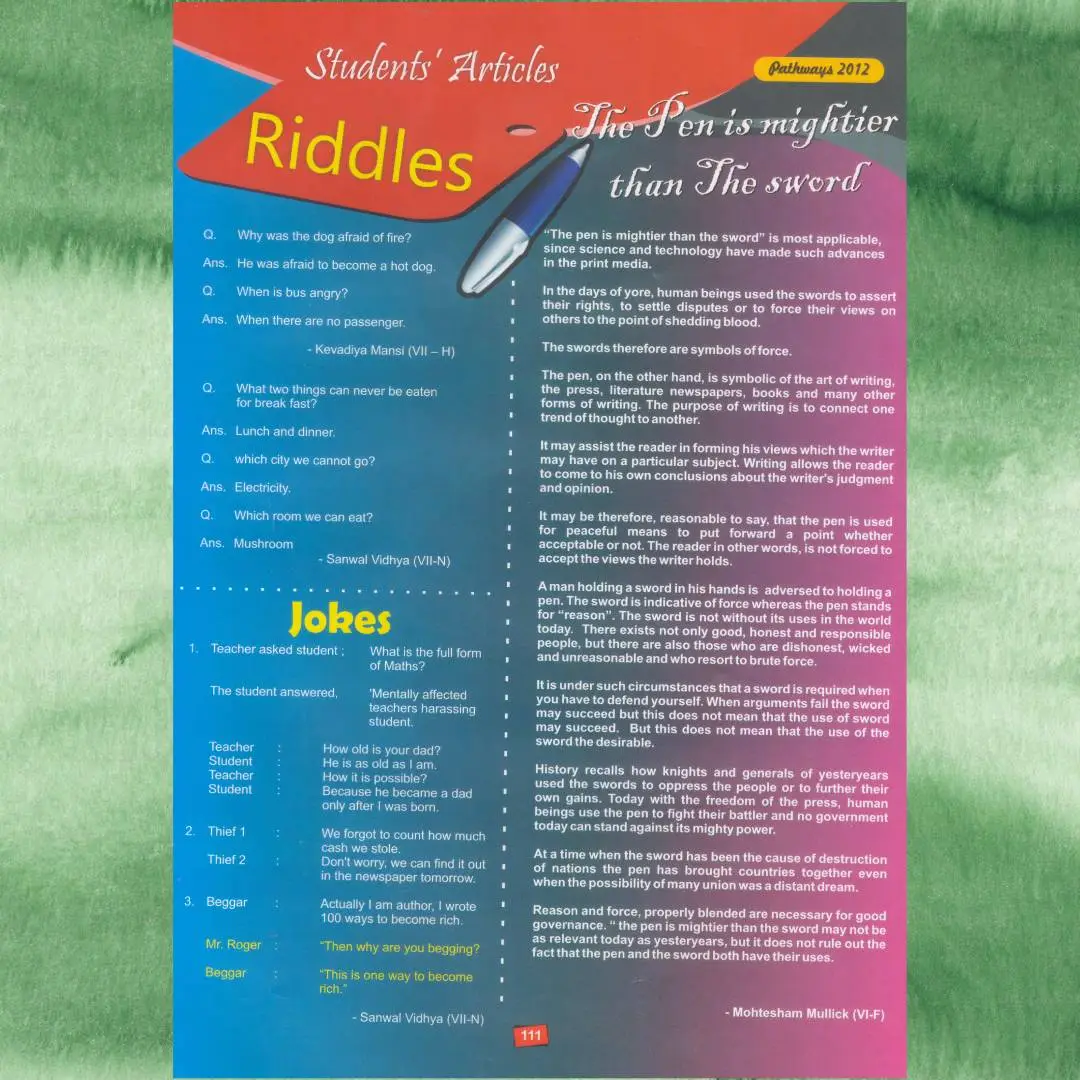 Students' Articles
Pathways 2012
Riddles
Q. Why was the dog afraid of fire?
Ans. He was afraid to become a hot dog.
Q. When is bus angry?
Ans. When there are no passenger.
- Kevadiya Mansi (VII – H)
Q. What two things can never be eaten
for break fast?
Ans. Lunch and dinner.
Q. which city we cannot go?
Ans. Electricity.
Q. Which room we can eat?
Ans. Mushroom
- Sanwal Vidhya (VII-N)
Jokes
1. Teacher asked student ; What is the full form
of Maths?
The student answered, 'Mentally affected
teachers harassing
student.
Teacher : How old is your dad?
Student : He is as old as I am.
Teacher : How it is possible?
Student : Because he became a dad
only after I was born.
2. Thief 1 : We forgot to count how much
cash we stole.
Thief 2 : Don't worry, we can find it out
in the newspaper tomorrow.
3. Beggar : Actually I am author, I wrote
100 ways to become rich.
Mr. Roger : “Then why are you begging?
Beggar : “This is one way to become
rich.”
- Sanwal Vidhya (VII-N)
The Pen is mightier
than The sword
“The pen is mightier than the sword” is most applicable,
since science and technology have made such advances
in the print media.
In the days of yore, human beings used the swords to assert
their rights, to settle disputes or to force their views on
others to the point of shedding blood.
The swords therefore are symbols of force.
The pen, on the other hand, is symbolic of the art of writing,
the press, literature newspapers, books and many other
forms of writing. The purpose of writing is to connect one
trend of thought to another.
It may assist the reader in forming his views which the writer
may have on a particular subject. Writing allows the reader
to come to his own conclusions about the writer's judgment
and opinion.
It may be therefore, reasonable to say, that the pen is used
for peaceful means to put forward a point whether
acceptable or not. The reader in other words, is not forced to
accept the views the writer holds.
A man holding a sword in his hands is adversed to holding a
pen. The sword is indicative of force whereas the pen stands
for “reason”. The sword is not without its uses in the world
today. There exists not only good, honest and responsible
people, but there are also those who are dishonest, wicked
and unreasonable and who resort to brute force.
It is under such circumstances that a sword is required when
you have to defend yourself. When arguments fail the sword
may succeed but this does not mean that the use of sword
may succeed. But this does not mean that the use of the
sword the desirable.
History recalls how knights and generals of yesteryears
used the swords to oppress the people or to further their
own gains. Today with the freedom of the press, human
beings use the pen to fight their battler and no government
today can stand against its mighty power.
At a time when the sword has been the cause of destruction
of nations the pen has brought countries together even
when the possibility of many union was a distant dream.
Reason and force, properly blended are necessary for good
governance. “ the pen is mightier than the sword may not be
as relevant today as yesteryears, but it does not rule out the
fact that the pen and the sword both have their uses.
- Mohtesham Mullick (VI-F)
111